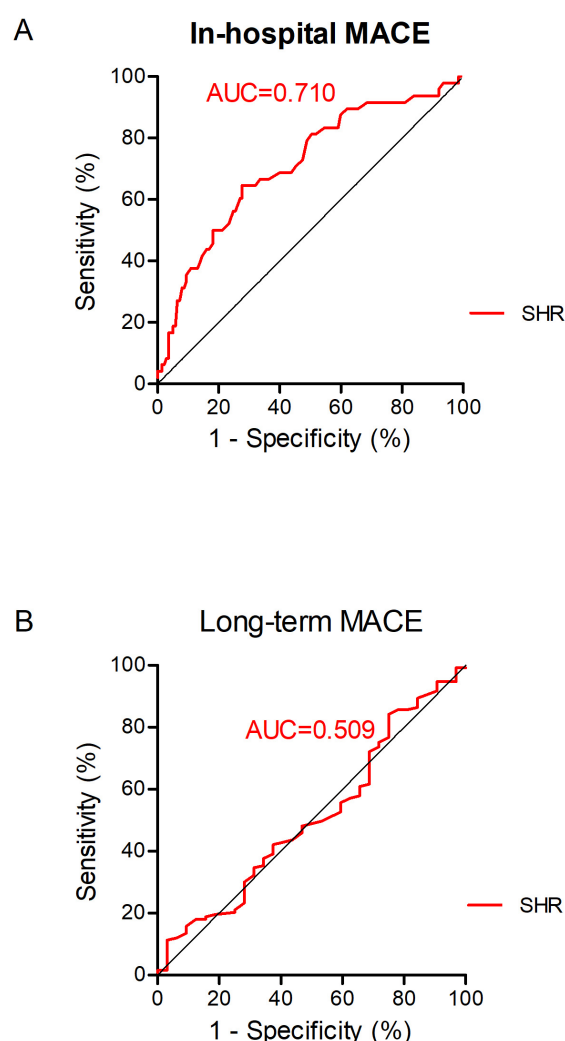 A
In-hospital MACE
AUC=0.710
100
80
60
40
20
0
Sensitivity (%)
SHR
0 20 40 60 80 100
1 - Specificity (%)
B
Long-term MACE
AUC=0.509
100
80
60
40
20
0
Sensitivity (%)
SHR
0 20 40 60 80 100
1 - Specificity (%)